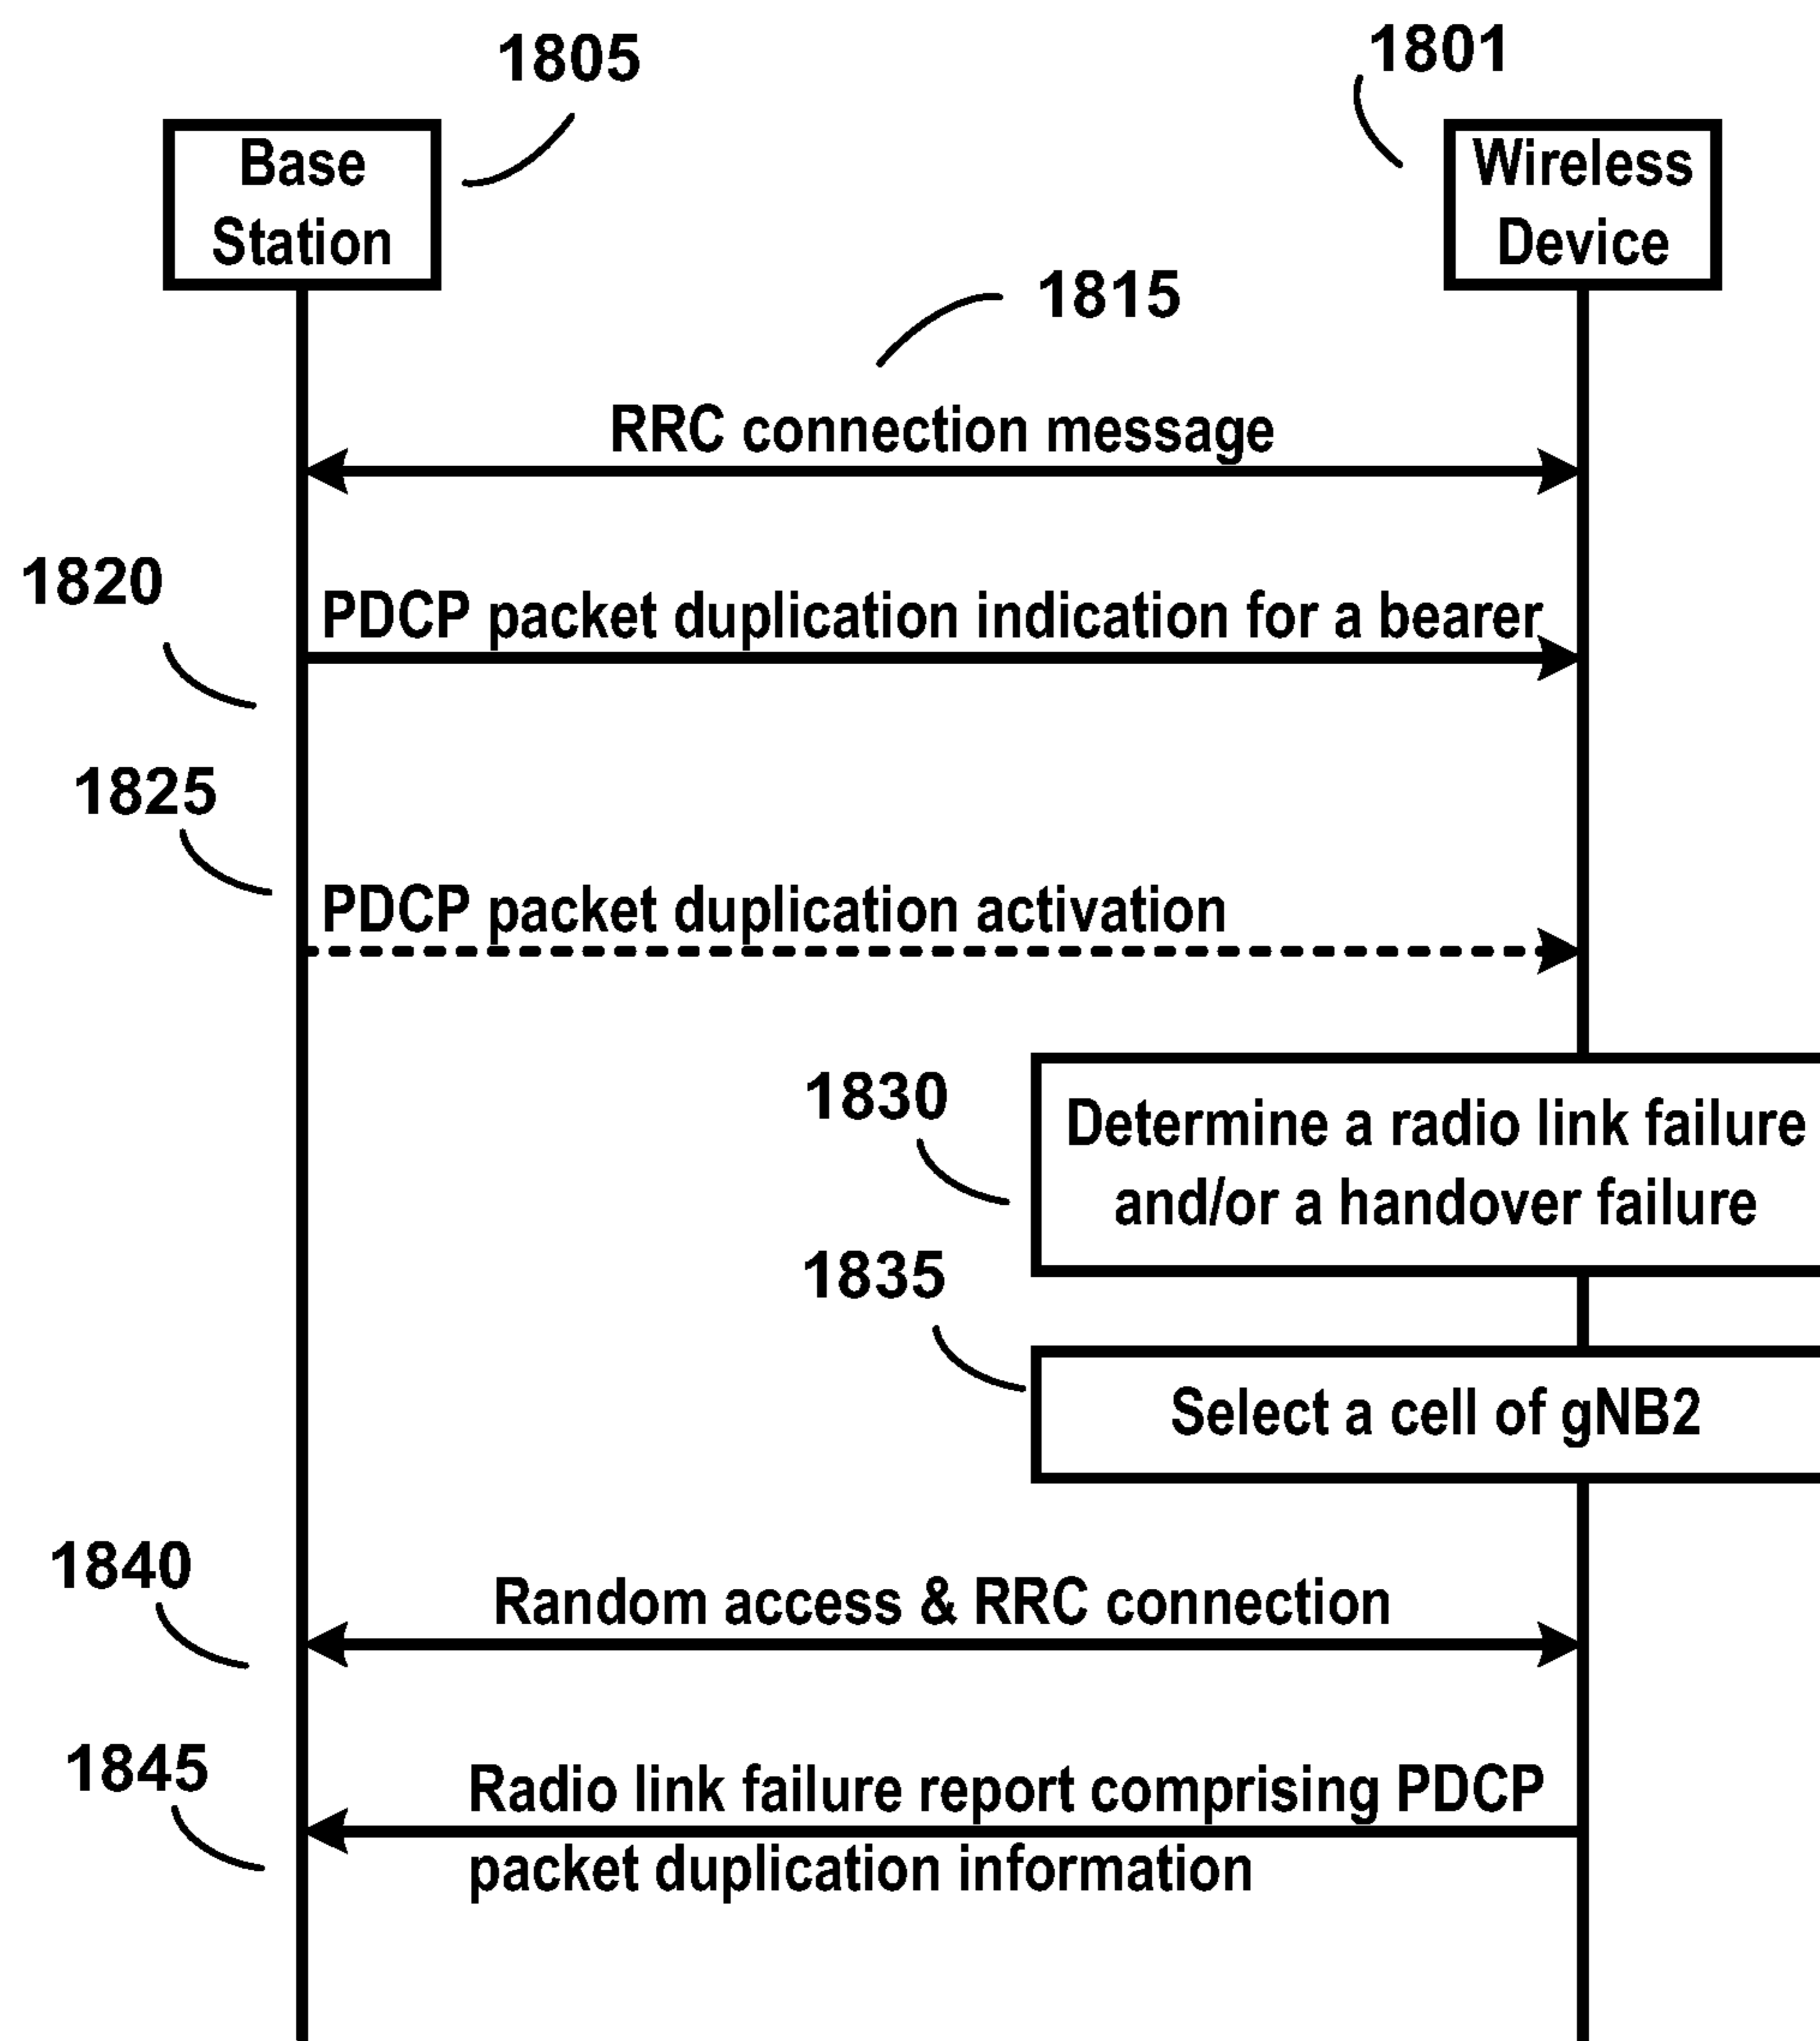 1805
1801
Base
Station
Wireless
Device
1815
RRC connection message
1820
PDCP packet duplication indication for a bearer
1825
PDCP packet duplication activation
1830
Determine a radio link failure
and/or a handover failure
1835
Select a cell of gNB2
1840
Random access & RRC connection
1845
Radio link failure report comprising PDCP
packet duplication information